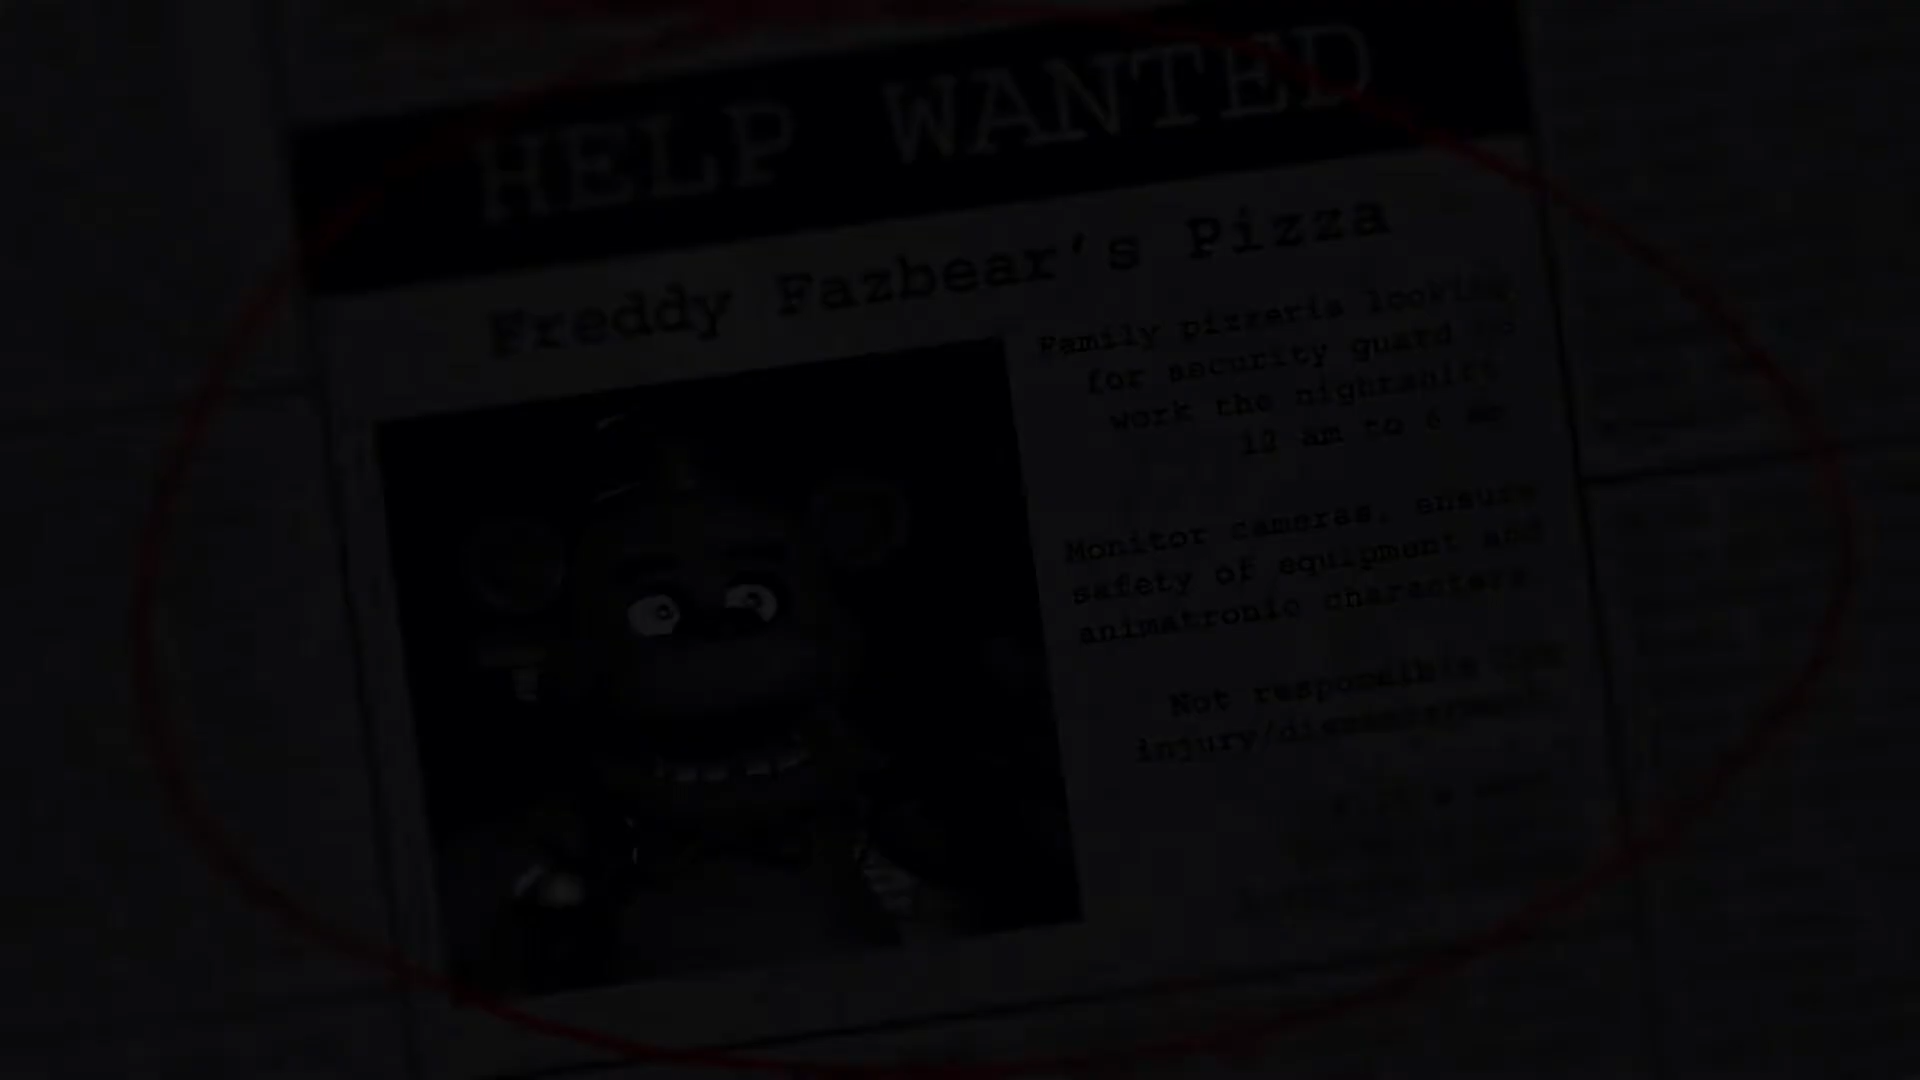 HELP WANTED
Freddy Fazbear's Pizza
Family pizzeria looking
for security guard to
work the nightshift
12 am to 6 am
Monitor cameras, ensure
safety of equipment and
animatronic characters
Not responsible for
injury/dismemberment